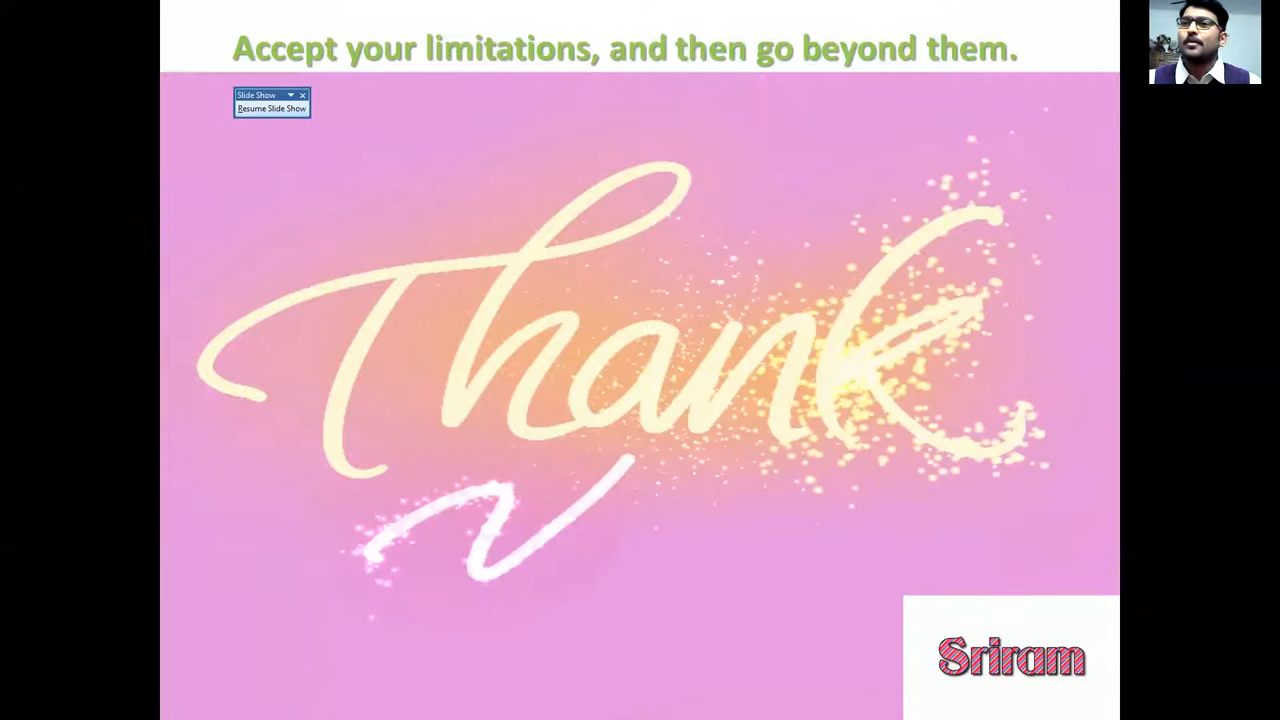 Accept your limitations, and then go beyond them.
Slide Show
Resume Slide Show
Thank
Sriram